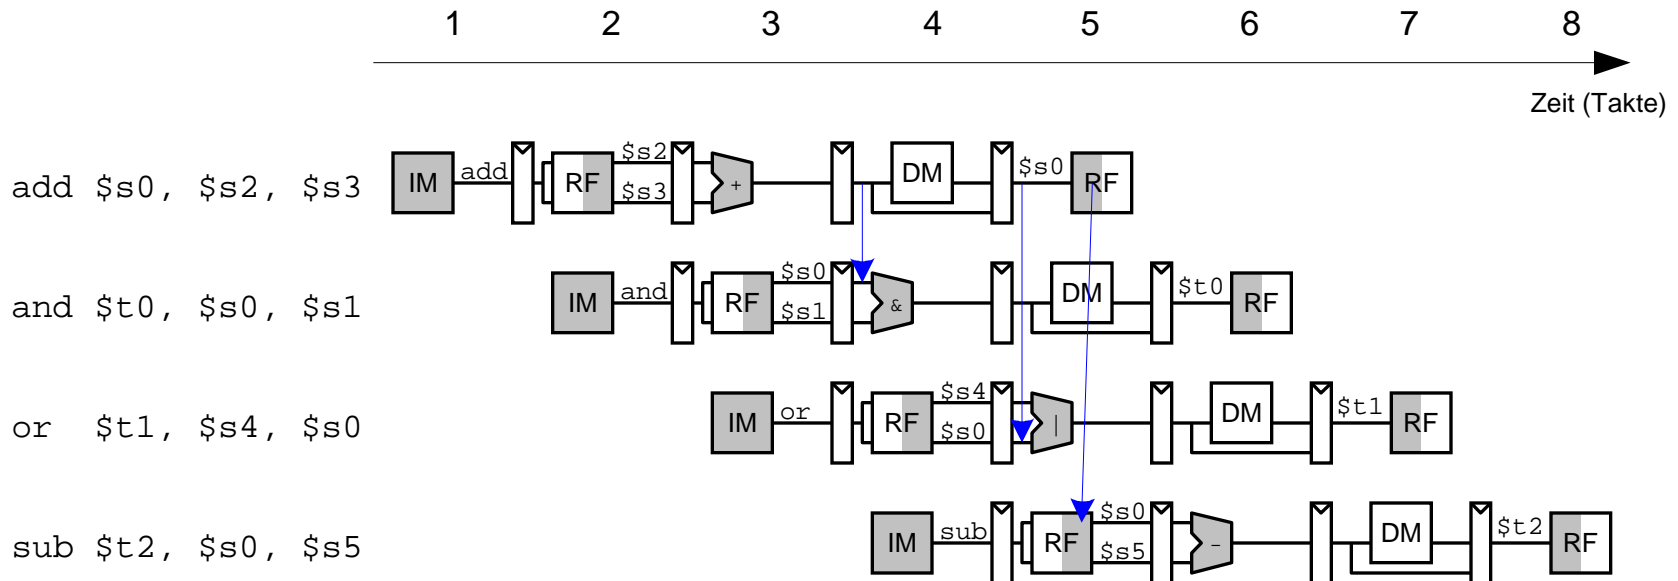 1 2 3 4 5 6 7 8
Zeit (Takte)
add $s0, $s2, $s3 IM add RF $s2 $s3 + DM $s0 RF
and $t0, $s0, $s1 IM and RF $s0 $s1 & DM $t0 RF
or $t1, $s4, $s0 IM or RF $s4 $s0 | DM $t1 RF
sub $t2, $s0, $s5 IM sub RF $s0 $s5 - DM $t2 RF